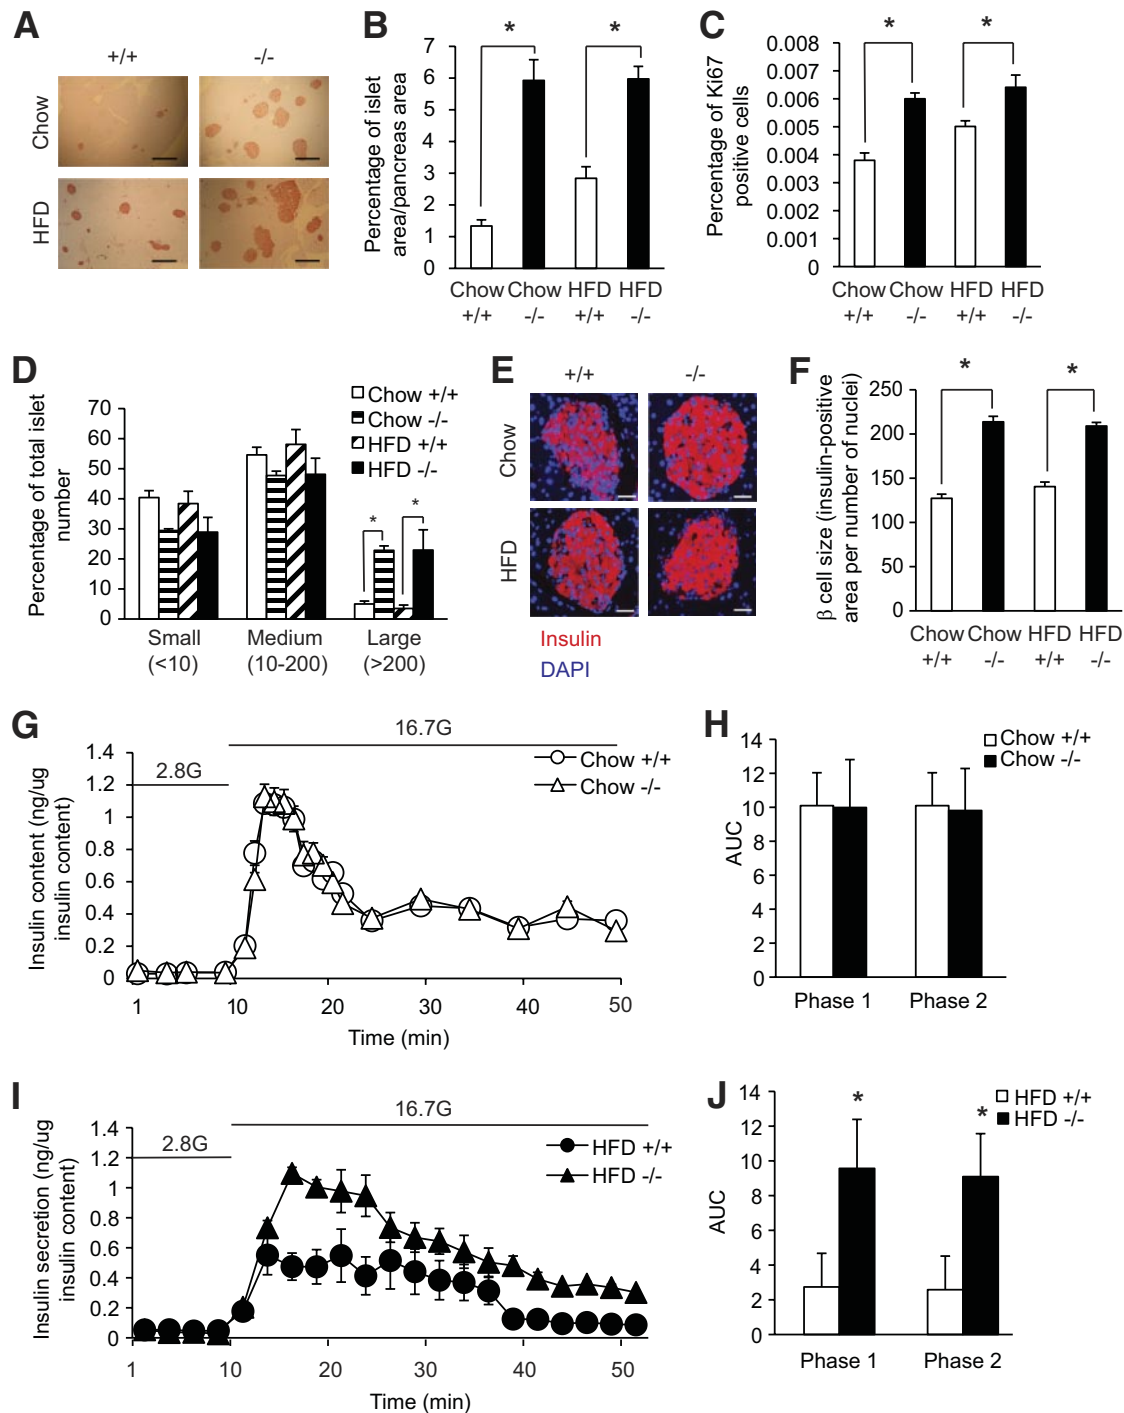 A
+/+
-/-
Chow
HFD
B
Percentage of islet
area/pancreas area
7
6
5
4
3
2
1
0
*
*
Chow Chow HFD HFD
+/+ -/- +/+ -/-
C
Percentage of Ki67
positive cells
0.008
0.007
0.006
0.005
0.004
0.003
0.002
0.001
0
*
*
Chow Chow HFD HFD
+/+ -/- +/+ -/-
D
Percentage of total islet
number
70
60
50
40
30
20
10
0
Chow +/+
Chow -/-
HFD +/+
HFD -/-
*
*
Small Medium Large
(<10) (10-200) (>200)
E
+/+
-/-
Chow
HFD
Insulin
DAPI
F
β cell size (insulin-positive
area per number of nuclei)
250
200
150
100
50
0
*
*
Chow Chow HFD HFD
+/+ -/- +/+ -/-
G
Insulin content (ng/ug
insulin content)
1.4
1.2
1
0.8
0.6
0.4
0.2
0
2.8G
16.7G
Chow +/+
Chow -/-
1 10 20 30 40 50
Time (min)
H
AUC
14
12
10
8
6
4
2
0
Chow +/+
Chow -/-
Phase 1 Phase 2
I
Insulin secretion (ng/ug
insulin content)
1.4
1.2
1
0.8
0.6
0.4
0.2
0
2.8G
16.7G
HFD +/+
HFD -/-
1 10 20 30 40 50
Time (min)
J
AUC
14
12
10
8
6
4
2
0
*
*
HFD +/+
HFD -/-
Phase 1 Phase 2